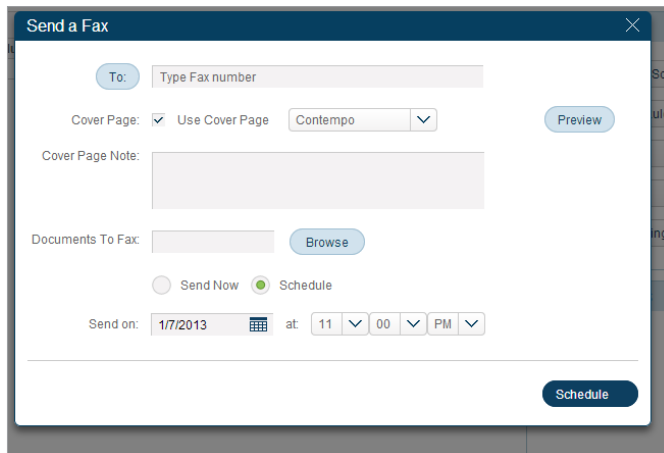 Send a Fax
To: Type Fax number
Cover Page: Use Cover Page Contempo Preview
Cover Page Note:
Documents To Fax: Browse
Send Now Schedule
Send on: 1/7/2013 at: 11 00 PM
Schedule